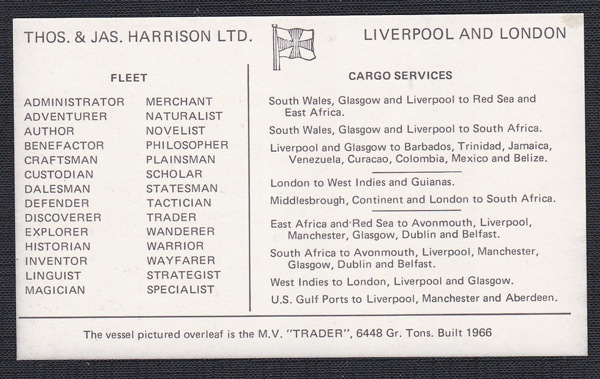 THOS. & JAS. HARRISON LTD.
LIVERPOOL AND LONDON
FLEET
ADMINISTRATOR MERCHANT
ADVENTURER NATURALIST
AUTHOR NOVELIST
BENEFACTOR PHILOSOPHER
CRAFTSMAN PLAINSMAN
CUSTODIAN SCHOLAR
DALESMAN STATESMAN
DEFENDER TACTICIAN
DISCOVERER TRADER
EXPLORER WANDERER
HISTORIAN WARRIOR
INVENTOR WAYFARER
LINGUIST STRATEGIST
MAGICIAN SPECIALIST
CARGO SERVICES
South Wales, Glasgow and Liverpool to Red Sea and
East Africa.
South Wales, Glasgow and Liverpool to South Africa.
Liverpool and Glasgow to Barbados, Trinidad, Jamaica,
Venezuela, Curacao, Colombia, Mexico and Belize.
London to West Indies and Guianas.
Middlesbrough, Continent and London to South Africa.
East Africa and Red Sea to Avonmouth, Liverpool,
Manchester, Glasgow, Dublin and Belfast.
South Africa to Avonmouth, Liverpool, Manchester,
Glasgow, Dublin and Belfast.
West Indies to London, Liverpool and Glasgow.
U.S. Gulf Ports to Liverpool, Manchester and Aberdeen.
The vessel pictured overleaf is the M.V. "TRADER", 6448 Gr. Tons. Built 1966